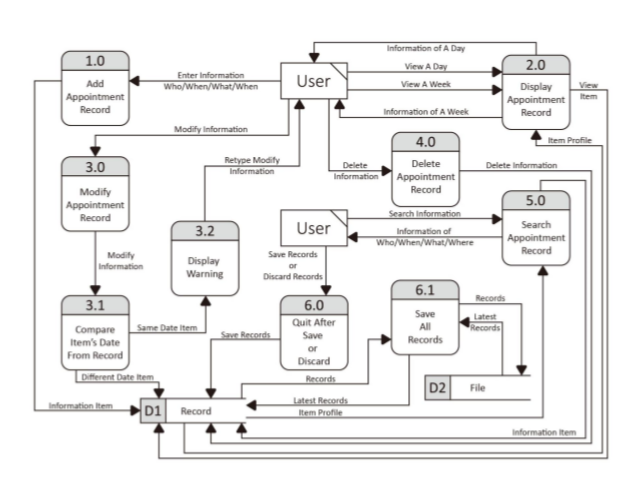 Information of A Day
1.0
Add
Appointment
Record
Enter Information
Who/When/What/When
User
View A Day
View A Week
Information of A Week
2.0
Display
Appointment
Record
View
Item
Modify Information
Item Profile
3.0
Modify
Appointment
Record
Retype Modify
Information
Delete
Information
4.0
Delete
Appointment
Record
Delete Information
5.0
Search
Appointment
Record
User
Search Information
Information of
Who/When/What/Where
3.2
Display
Warning
Modify
Information
Save Records
or
Discard Records
3.1
Compare
Item's Date
From Record
Same Date Item
6.0
Quit After
Save
or
Discard
6.1
Save
All
Records
Records
Latest
Records
Save Records
Different Date Item
Records
D2
File
Information Item
D1
Record
Latest Records
Item Profile
Information Item